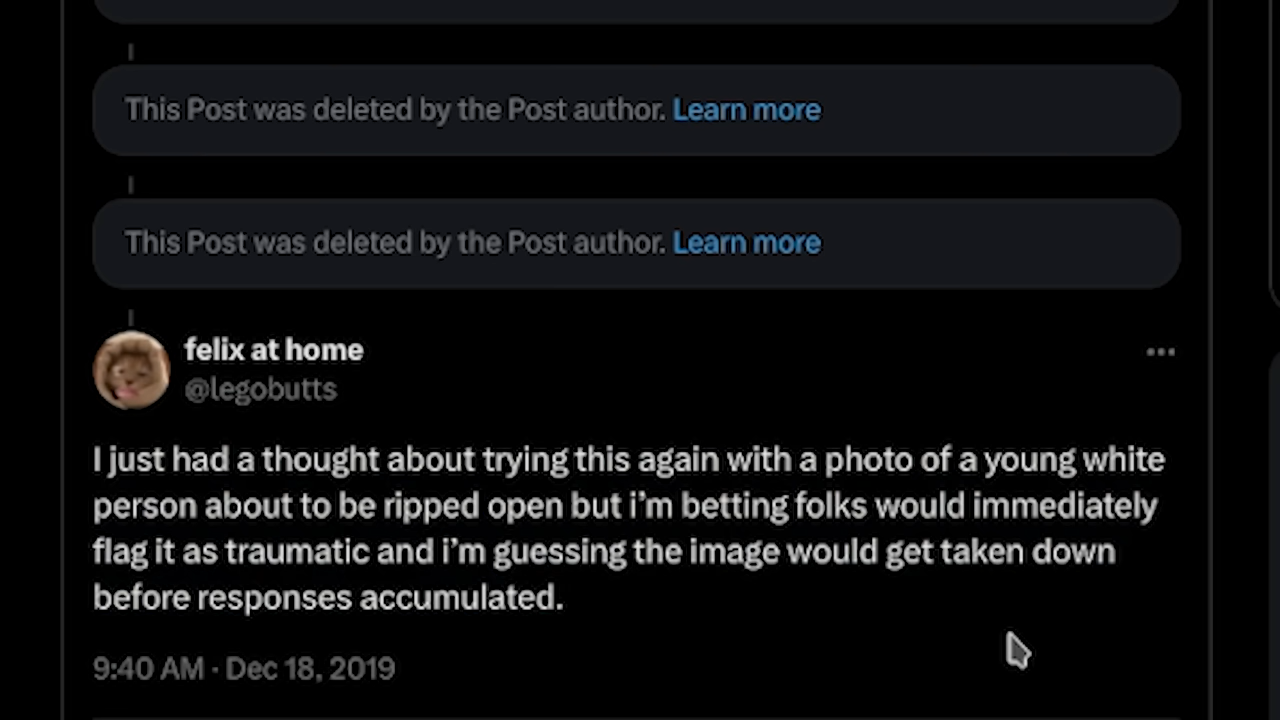 This Post was deleted by the Post author. Learn more
This Post was deleted by the Post author. Learn more
felix at home
@legobutts
I just had a thought about trying this again with a photo of a young white
person about to be ripped open but i’m betting folks would immediately
flag it as traumatic and i’m guessing the image would get taken down
before responses accumulated.
9:40 AM · Dec 18, 2019